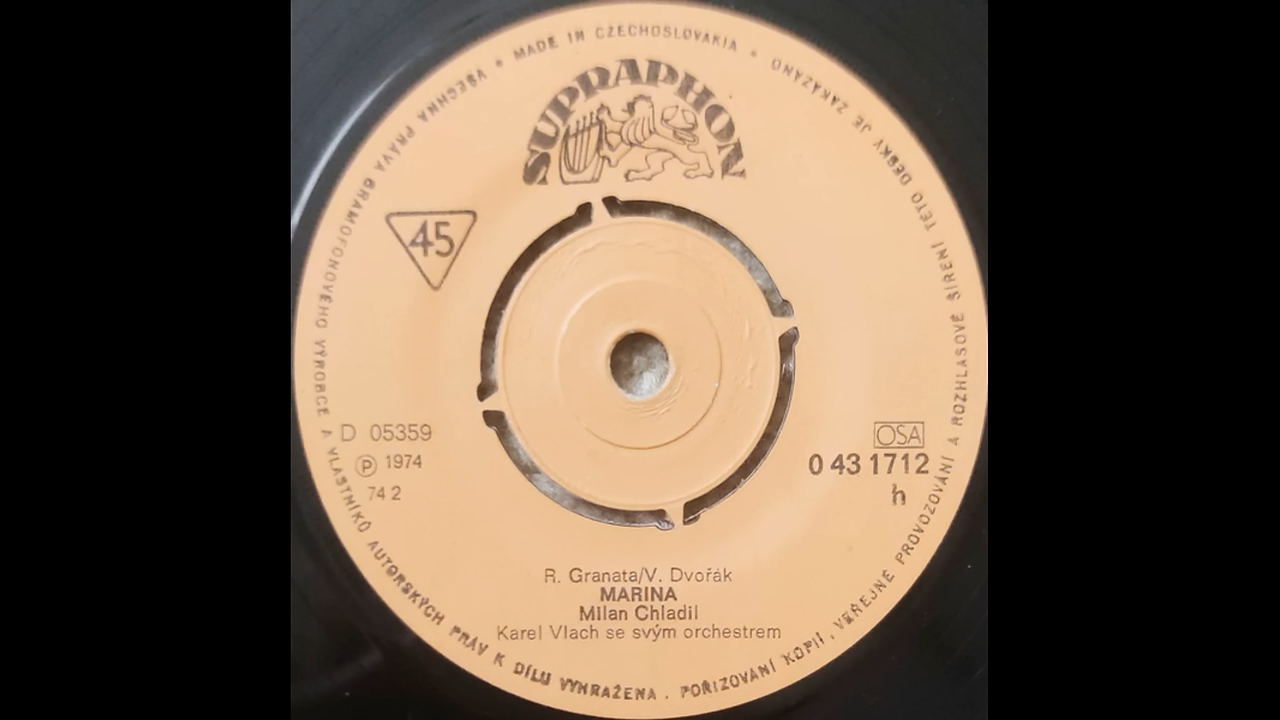 MADE IN CZECHOSLOVAKIA • VŠECHNA PRÁVA GRAMOFONOVÉHO VÝROBCE A VLASTNÍKŮ AUTORSKÝCH PRÁV K DÍLU VYHRAŽENA . POŘIZOVÁNÍ KOPIÍ , VEŘEJNÉ PROVOZOVÁNÍ A ROZHLASOVÉ ŠÍŘENÍ TÉTO DESKY JE ZAKÁZÁNO •
SUPRAPHON
45
D 05359
Ⓟ 1974
74 2
OSA
0 43 1712
h
R. Granata/V. Dvořák
MARINA
Milan Chladil
Karel Vlach se svým orchestrem